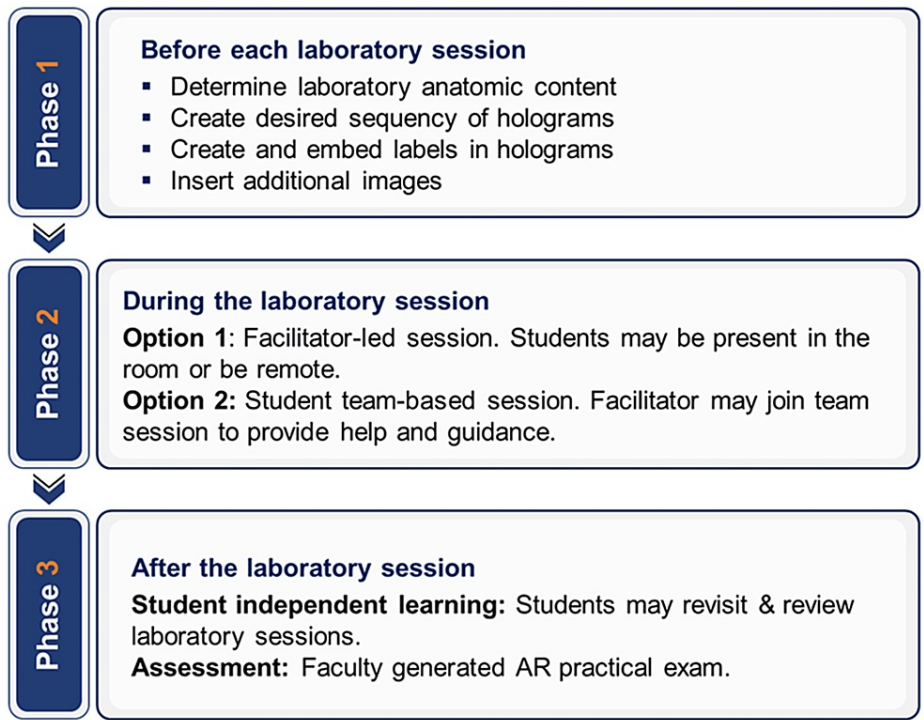 Phase 1
Before each laboratory session
▪ Determine laboratory anatomic content
▪ Create desired sequency of holograms
▪ Create and embed labels in holograms
▪ Insert additional images
Phase 2
During the laboratory session
Option 1: Facilitator-led session. Students may be present in the
room or be remote.
Option 2: Student team-based session. Facilitator may join team
session to provide help and guidance.
Phase 3
After the laboratory session
Student independent learning: Students may revisit & review
laboratory sessions.
Assessment: Faculty generated AR practical exam.